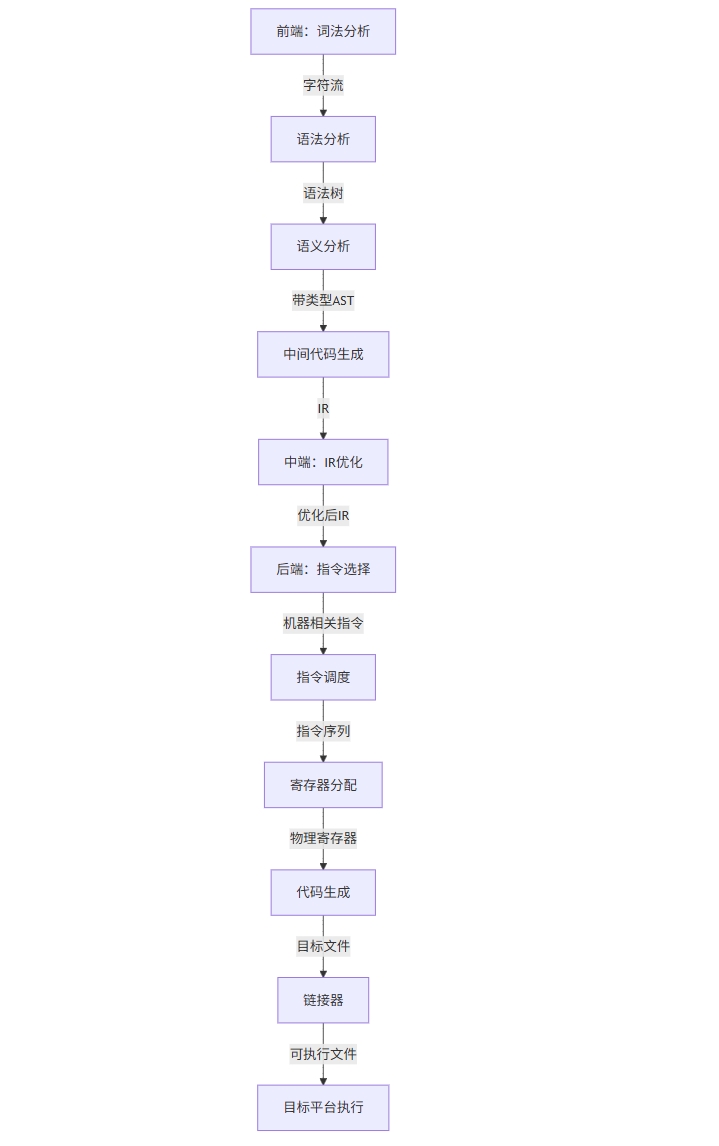 前端：词法分析
字符流
语法分析
语法树
语义分析
带类型AST
中间代码生成
IR
中端：IR优化
优化后IR
后端：指令选择
机器相关指令
指令调度
指令序列
寄存器分配
物理寄存器
代码生成
目标文件
链接器
可执行文件
目标平台执行